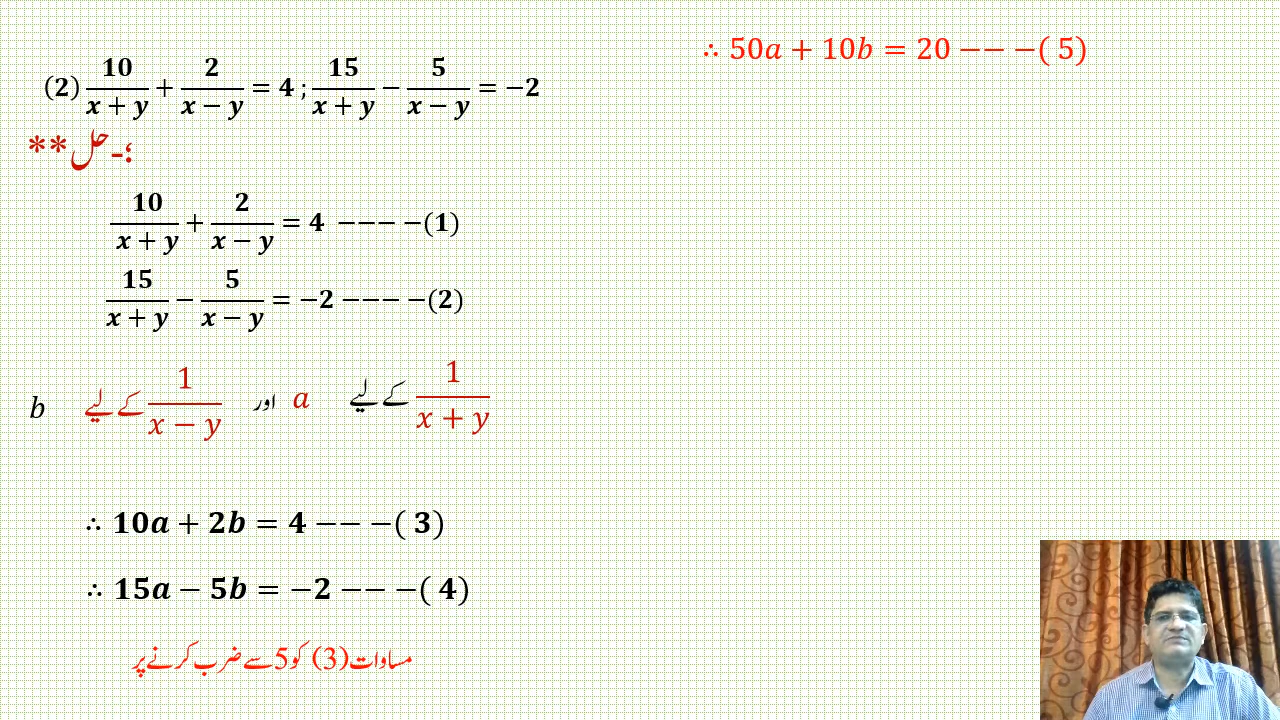 (2) 10/(x + y) + 2/(x − y) = 4 ; 15/(x + y) − 5/(x − y) = −2
**حل -:
10/(x + y) + 2/(x − y) = 4 −−− −(1)
15/(x + y) − 5/(x − y) = −2 −−− −(2)
1/(x + y) کے لیے a اور 1/(x − y) کے لیے b
∴ 10a + 2b = 4 −− −( 3)
∴ 15a − 5b = −2 −− −( 4)
مساوات(3) کو 5 سے ضرب کرنے پر
∴ 50a + 10b = 20 −− −( 5)